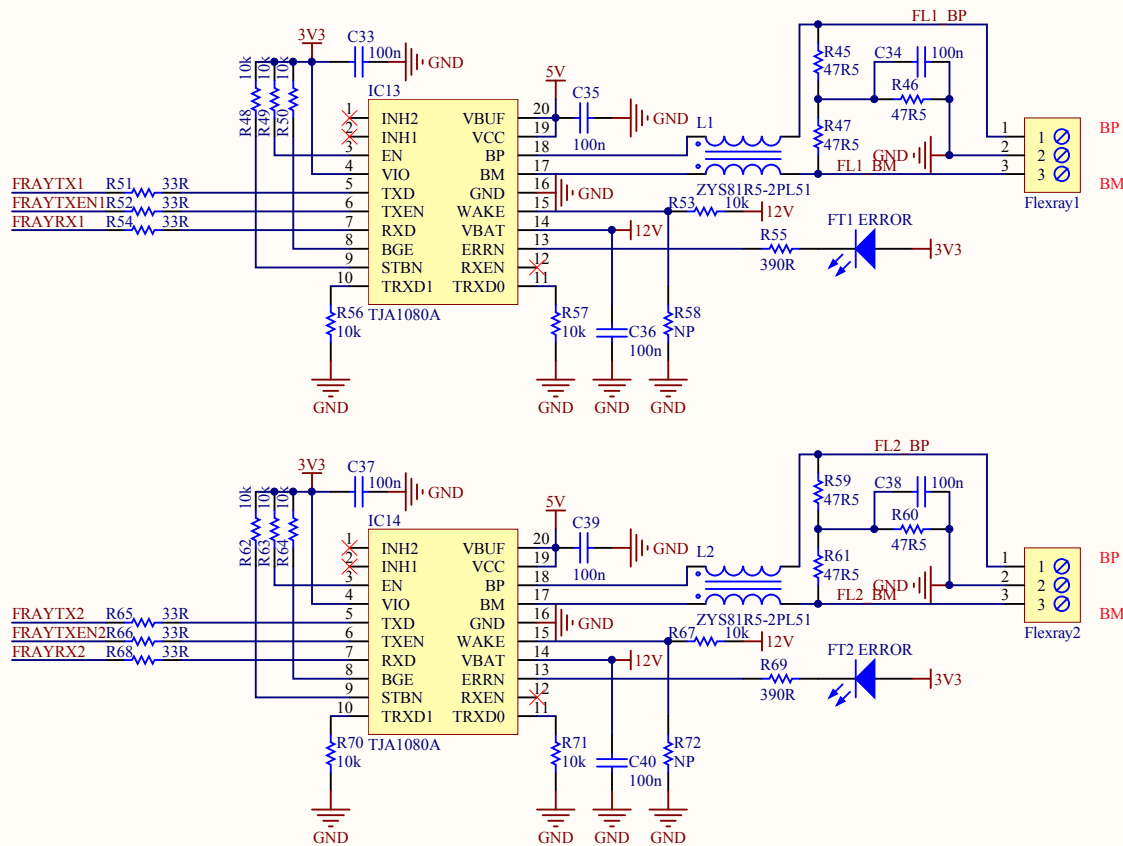 FL1_BP
3V3
C33
100n
GND
10k
10k
10k
R48
R49
R50
5V
C35
100n
GND
R45
47R5
C34
100n
R46
47R5
R47
47R5
GND
FL1_BM
L1
ZYS81R5-2PL51
IC13
1 INH2 VBUF 20
2 INH1 VCC 19
3 EN BP 18
4 VIO BM 17
5 TXD GND 16
6 TXEN WAKE 15
7 RXD VBAT 14
8 BGE ERRN 13
9 STBN RXEN 12
10 TRXD1 TRXD0 11
TJA1080A
GND
FRAYTX1 R51 33R
FRAYTXEN1 R52 33R
FRAYRX1 R54 33R
R53
10k
12V
12V
R55
390R
FT1 ERROR
3V3
1 1 BP
2 2
3 3 BM
Flexray1
R56
10k
R57
10k
C36
100n
R58
NP
GND
GND
GND
GND
FL2_BP
3V3
C37
100n
GND
10k
10k
10k
R62
R63
R64
5V
C39
100n
GND
R59
47R5
C38
100n
R60
47R5
R61
47R5
GND
FL2_BM
L2
ZYS81R5-2PL51
IC14
1 INH2 VBUF 20
2 INH1 VCC 19
3 EN BP 18
4 VIO BM 17
5 TXD GND 16
6 TXEN WAKE 15
7 RXD VBAT 14
8 BGE ERRN 13
9 STBN RXEN 12
10 TRXD1 TRXD0 11
TJA1080A
GND
FRAYTX2 R65 33R
FRAYTXEN2 R66 33R
FRAYRX2 R68 33R
R67
10k
12V
12V
R69
390R
FT2 ERROR
3V3
1 1 BP
2 2
3 3 BM
Flexray2
R70
10k
R71
10k
C40
100n
R72
NP
GND
GND
GND
GND